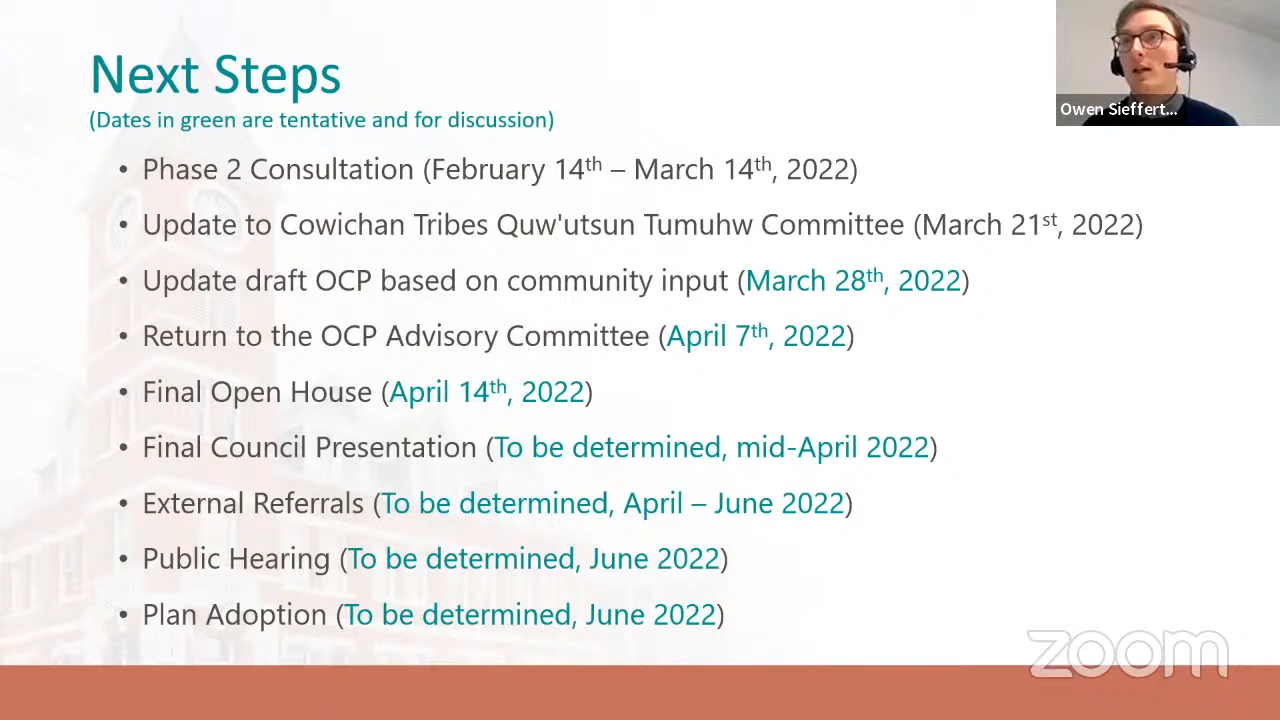 Next Steps
(Dates in green are tentative and for discussion)
• Phase 2 Consultation (February 14th – March 14th, 2022)
• Update to Cowichan Tribes Quw'utsun Tumuhw Committee (March 21st, 2022)
• Update draft OCP based on community input (March 28th, 2022)
• Return to the OCP Advisory Committee (April 7th, 2022)
• Final Open House (April 14th, 2022)
• Final Council Presentation (To be determined, mid-April 2022)
• External Referrals (To be determined, April – June 2022)
• Public Hearing (To be determined, June 2022)
• Plan Adoption (To be determined, June 2022)
Owen Sieffert...
zoom